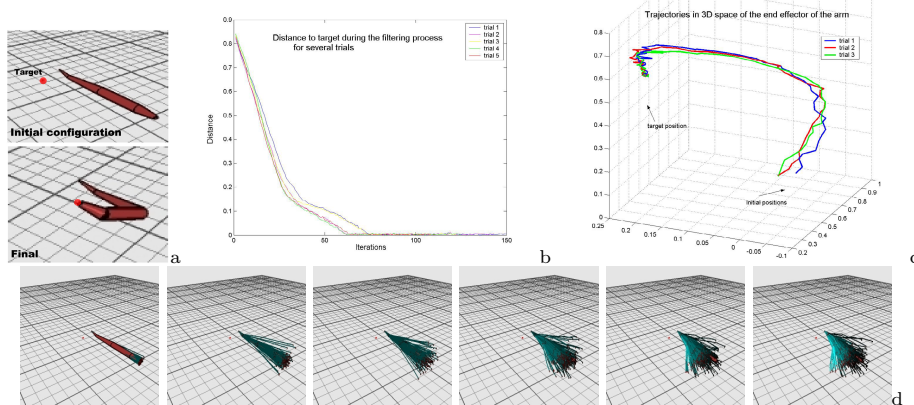 Target
Initial configuration
Final
a
0.8
0.7
0.6
0.5
0.4
0.3
0.2
0.1
0
Distance
Distance to target during the filtering process
for several trials
trial 1
trial 2
trial 3
trial 4
trial 5
0 50 100 150
Iterations
b
Trajectories in 3D space of the end effector of the arm
trial 1
trial 2
trial 3
0.8
0.7
0.6
0.5
0.4
0.3
0.2
0.1
0
target position
Initial positions
0.25 0.2 0.15 0.1 0.05 0 -0.05 -0.1
0.2 0.3 0.4 0.5 0.6 0.7 0.8 0.9 1
c
d